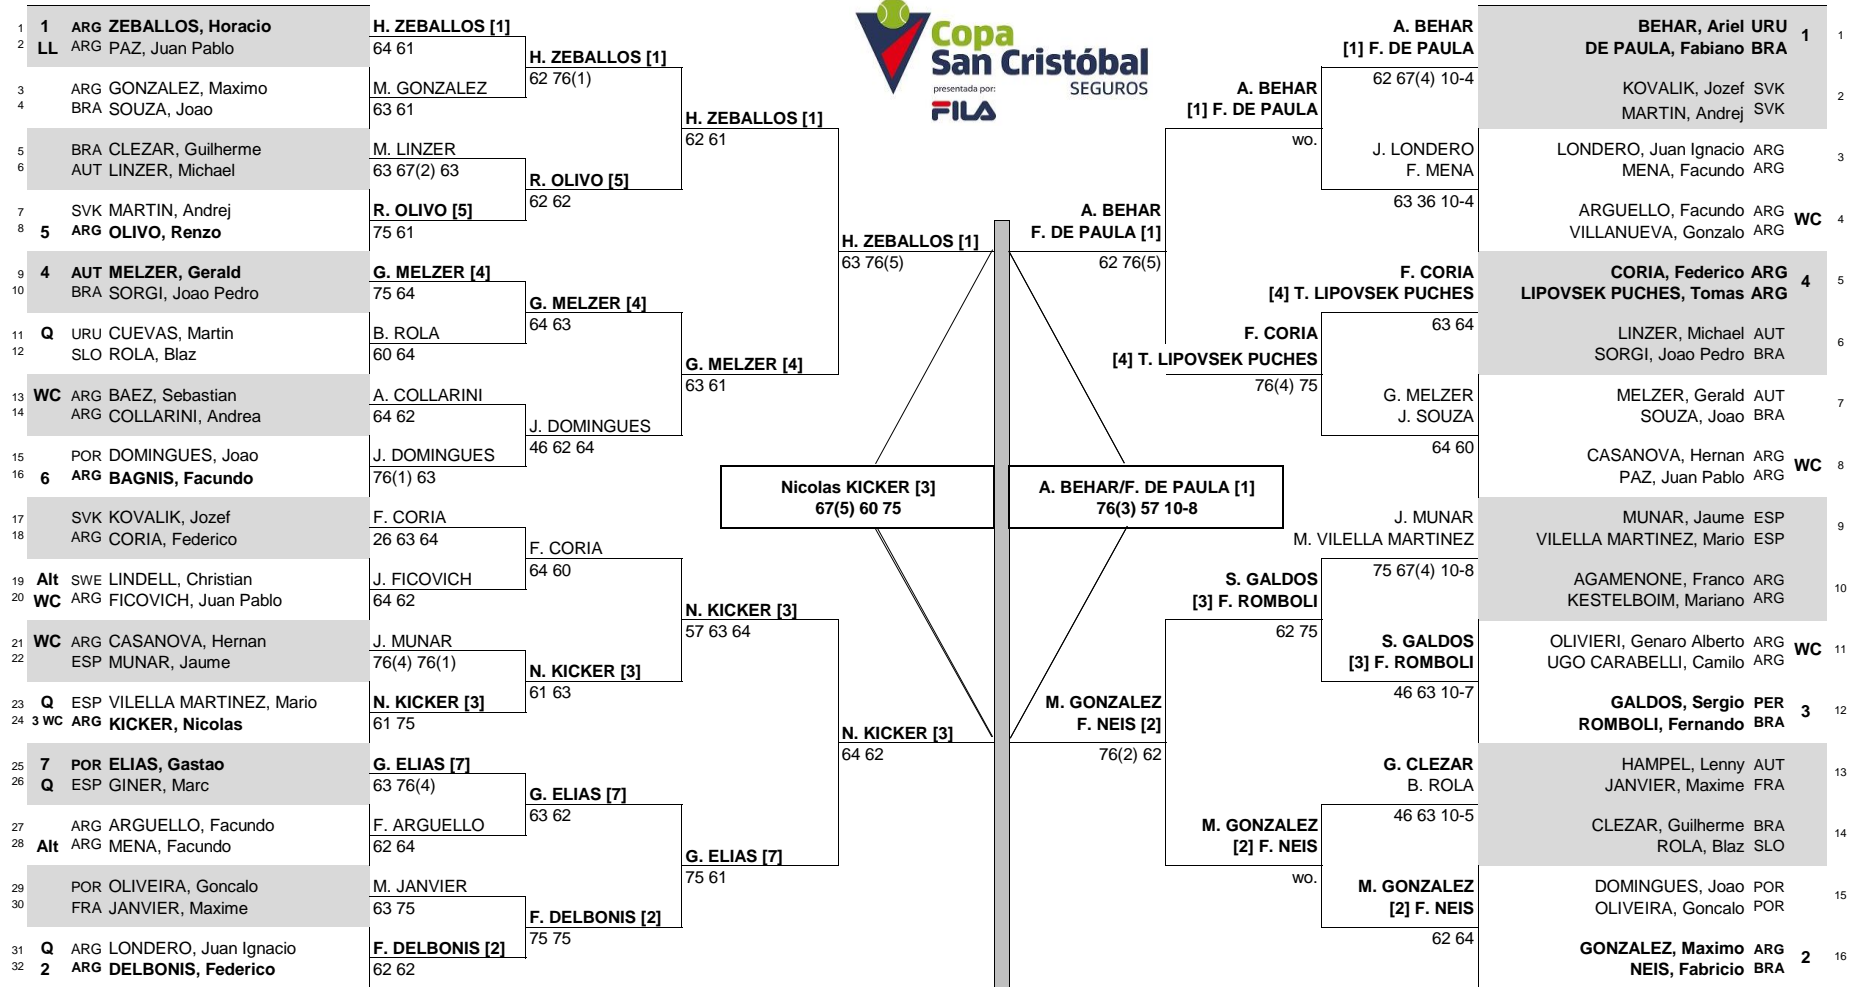 Copa
San Cristóbal
SEGUROS
presentada por:
FILA
1 1 ARG ZEBALLOS, Horacio
2 LL ARG PAZ, Juan Pablo
3 ARG GONZALEZ, Maximo
4 BRA SOUZA, Joao
5 BRA CLEZAR, Guilherme
6 AUT LINZER, Michael
7 SVK MARTIN, Andrej
8 5 ARG OLIVO, Renzo
9 4 AUT MELZER, Gerald
10 BRA SORGI, Joao Pedro
11 Q URU CUEVAS, Martin
12 SLO ROLA, Blaz
13 WC ARG BAEZ, Sebastian
14 ARG COLLARINI, Andrea
15 POR DOMINGUES, Joao
16 6 ARG BAGNIS, Facundo
17 SVK KOVALIK, Jozef
18 ARG CORIA, Federico
19 Alt SWE LINDELL, Christian
20 WC ARG FICOVICH, Juan Pablo
21 WC ARG CASANOVA, Hernan
22 ESP MUNAR, Jaume
23 Q ESP VILELLA MARTINEZ, Mario
24 3 WC ARG KICKER, Nicolas
25 7 POR ELIAS, Gastao
26 Q ESP GINER, Marc
27 ARG ARGUELLO, Facundo
28 Alt ARG MENA, Facundo
29 POR OLIVEIRA, Goncalo
30 FRA JANVIER, Maxime
31 Q ARG LONDERO, Juan Ignacio
32 2 ARG DELBONIS, Federico
H. ZEBALLOS [1]
64 61
M. GONZALEZ
63 61
M. LINZER
63 67(2) 63
R. OLIVO [5]
75 61
G. MELZER [4]
75 64
B. ROLA
60 64
A. COLLARINI
64 62
J. DOMINGUES
76(1) 63
F. CORIA
26 63 64
J. FICOVICH
64 62
J. MUNAR
76(4) 76(1)
N. KICKER [3]
61 75
G. ELIAS [7]
63 76(4)
F. ARGUELLO
62 64
M. JANVIER
63 75
F. DELBONIS [2]
62 62
H. ZEBALLOS [1]
62 76(1)
R. OLIVO [5]
62 62
G. MELZER [4]
64 63
J. DOMINGUES
46 62 64
F. CORIA
64 60
N. KICKER [3]
61 63
G. ELIAS [7]
63 62
F. DELBONIS [2]
75 75
H. ZEBALLOS [1]
62 61
G. MELZER [4]
63 61
N. KICKER [3]
57 63 64
G. ELIAS [7]
75 61
H. ZEBALLOS [1]
63 76(5)
N. KICKER [3]
64 62
Nicolas KICKER [3]
67(5) 60 75
A. BEHAR/F. DE PAULA [1]
76(3) 57 10-8
A. BEHAR
F. DE PAULA [1]
62 76(5)
M. GONZALEZ
F. NEIS [2]
76(2) 62
A. BEHAR
[1] F. DE PAULA
wo.
F. CORIA
[4] T. LIPOVSEK PUCHES
76(4) 75
S. GALDOS
[3] F. ROMBOLI
62 75
M. GONZALEZ
[2] F. NEIS
wo.
A. BEHAR
[1] F. DE PAULA
62 67(4) 10-4
J. LONDERO
F. MENA
63 36 10-4
F. CORIA
[4] T. LIPOVSEK PUCHES
63 64
G. MELZER
J. SOUZA
64 60
J. MUNAR
M. VILELLA MARTINEZ
75 67(4) 10-8
S. GALDOS
[3] F. ROMBOLI
46 63 10-7
G. CLEZAR
B. ROLA
46 63 10-5
M. GONZALEZ
[2] F. NEIS
62 64
BEHAR, Ariel URU 1 1
DE PAULA, Fabiano BRA
KOVALIK, Jozef SVK 2
MARTIN, Andrej SVK
LONDERO, Juan Ignacio ARG 3
MENA, Facundo ARG
ARGUELLO, Facundo ARG WC 4
VILLANUEVA, Gonzalo ARG
CORIA, Federico ARG 4 5
LIPOVSEK PUCHES, Tomas ARG
LINZER, Michael AUT 6
SORGI, Joao Pedro BRA
MELZER, Gerald AUT 7
SOUZA, Joao BRA
CASANOVA, Hernan ARG WC 8
PAZ, Juan Pablo ARG
MUNAR, Jaume ESP 9
VILELLA MARTINEZ, Mario ESP
AGAMENONE, Franco ARG 10
KESTELBOIM, Mariano ARG
OLIVIERI, Genaro Alberto ARG WC 11
UGO CARABELLI, Camilo ARG
GALDOS, Sergio PER 3 12
ROMBOLI, Fernando BRA
HAMPEL, Lenny AUT 13
JANVIER, Maxime FRA
CLEZAR, Guilherme BRA 14
ROLA, Blaz SLO
DOMINGUES, Joao POR 15
OLIVEIRA, Goncalo POR
GONZALEZ, Maximo ARG 2 16
NEIS, Fabricio BRA